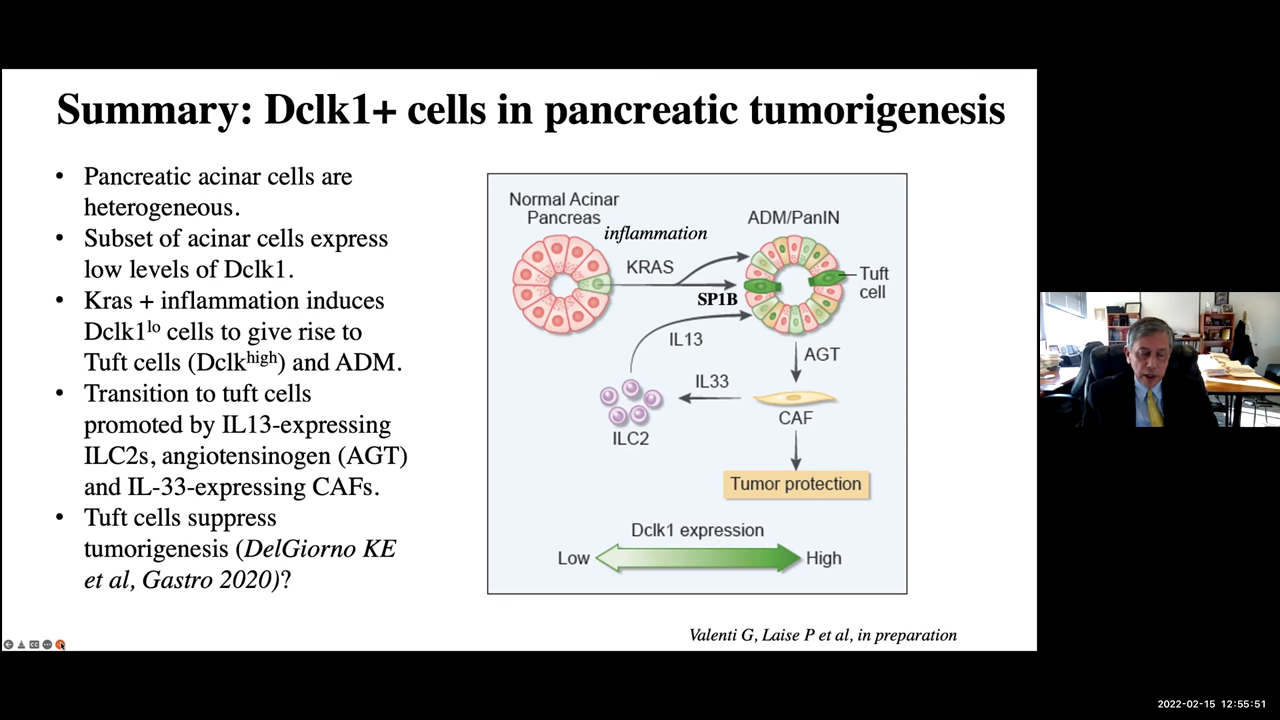 Summary: Dclk1+ cells in pancreatic tumorigenesis
• Pancreatic acinar cells are
heterogeneous.
• Subset of acinar cells express
low levels of Dclk1.
• Kras + inflammation induces
Dclk1lo cells to give rise to
Tuft cells (Dclkhigh) and ADM.
• Transition to tuft cells
promoted by IL13-expressing
ILC2s, angiotensinogen (AGT)
and IL-33-expressing CAFs.
• Tuft cells suppress
tumorigenesis (DelGiorno KE
et al, Gastro 2020)?
Normal Acinar
Pancreas
inflammation
KRAS
SP1B
ADM/PanIN
Tuft
cell
IL13
AGT
IL33
ILC2
CAF
Tumor protection
Dclk1 expression
Low
High
Valenti G, Laise P et al, in preparation
2022-02-15 12:55:51